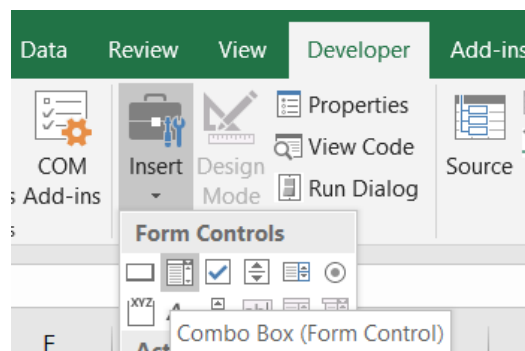 Data Review View Developer Add-ins
COM Add-ins
Insert
Design Mode
Properties
View Code
Run Dialog
Source
Form Controls
XYZ
Combo Box (Form Control)
F